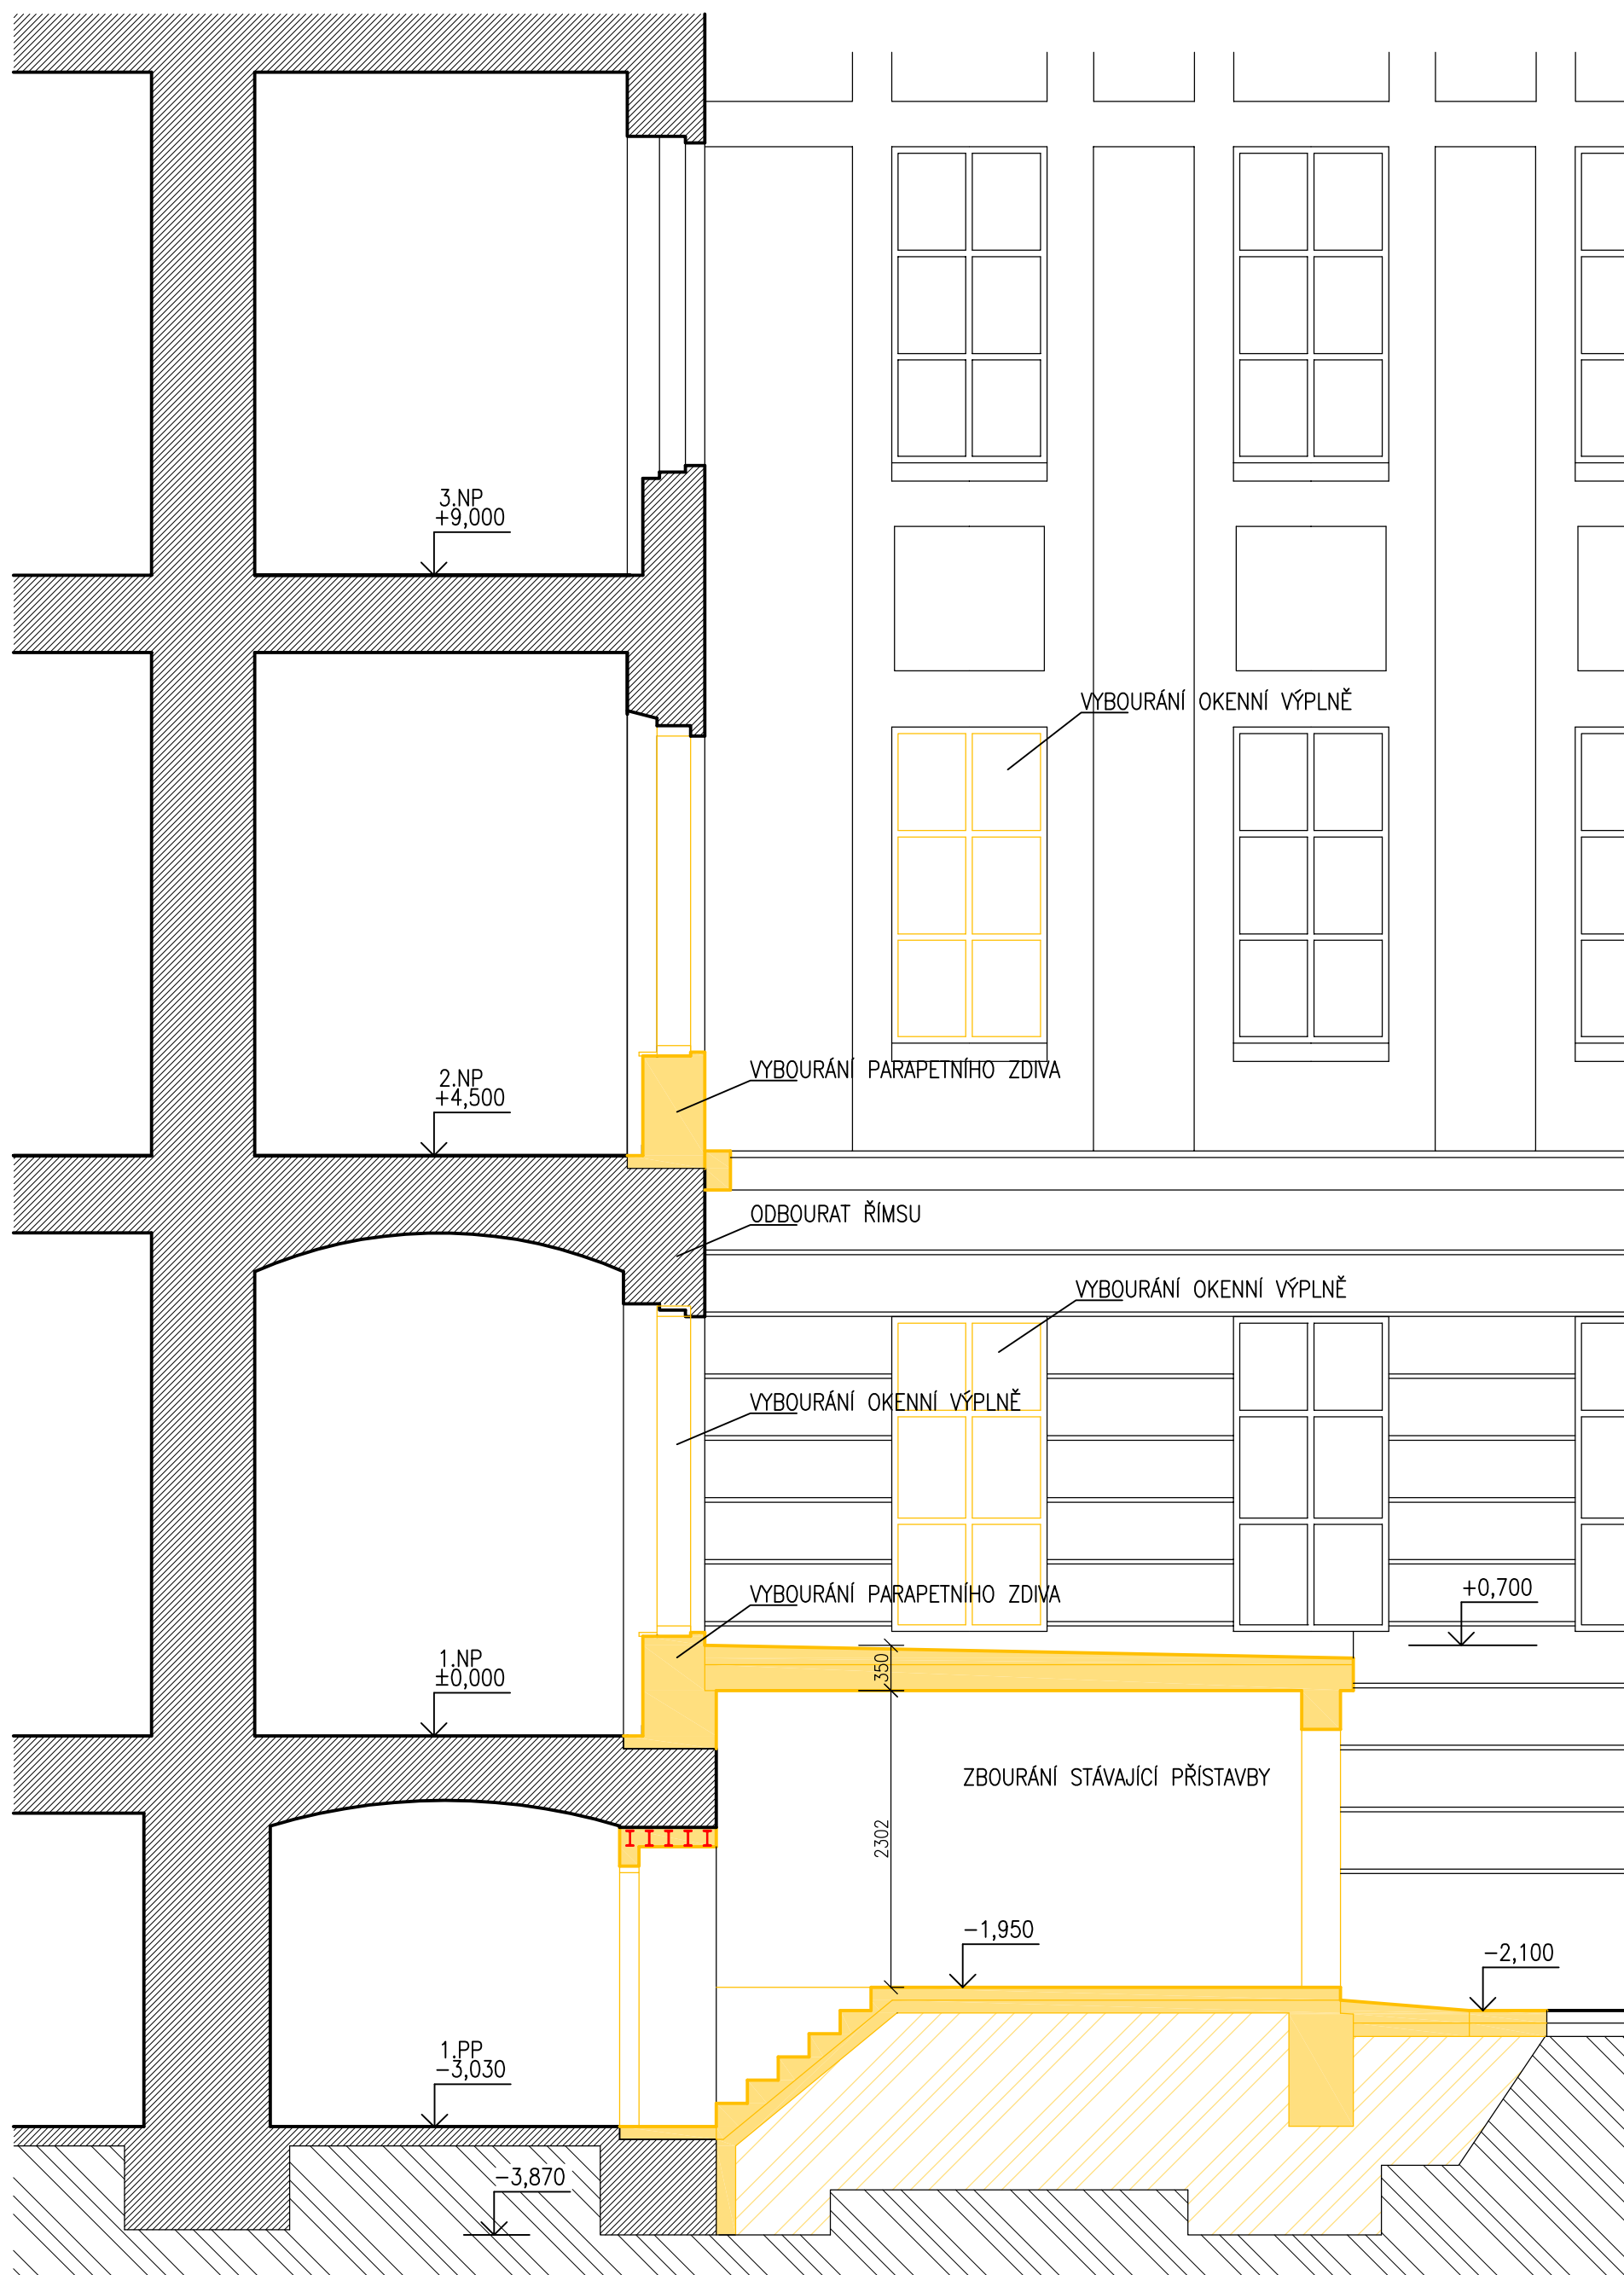 3.NP
+9,000
VYBOURÁNÍ OKENNÍ VÝPLNĚ
VYBOURÁNÍ PARAPETNÍHO ZDIVA
2.NP
+4,500
ODBOURAT ŘÍMSU
VYBOURÁNÍ OKENNÍ VÝPLNĚ
VYBOURÁNÍ OKENNÍ VÝPLNĚ
VYBOURÁNÍ PARAPETNÍHO ZDIVA
+0,700
1.NP
±0,000
350
ZBOURÁNÍ STÁVAJÍCÍ PŘÍSTAVBY
2302
-1,950
-2,100
1.PP
-3,030
-3,870